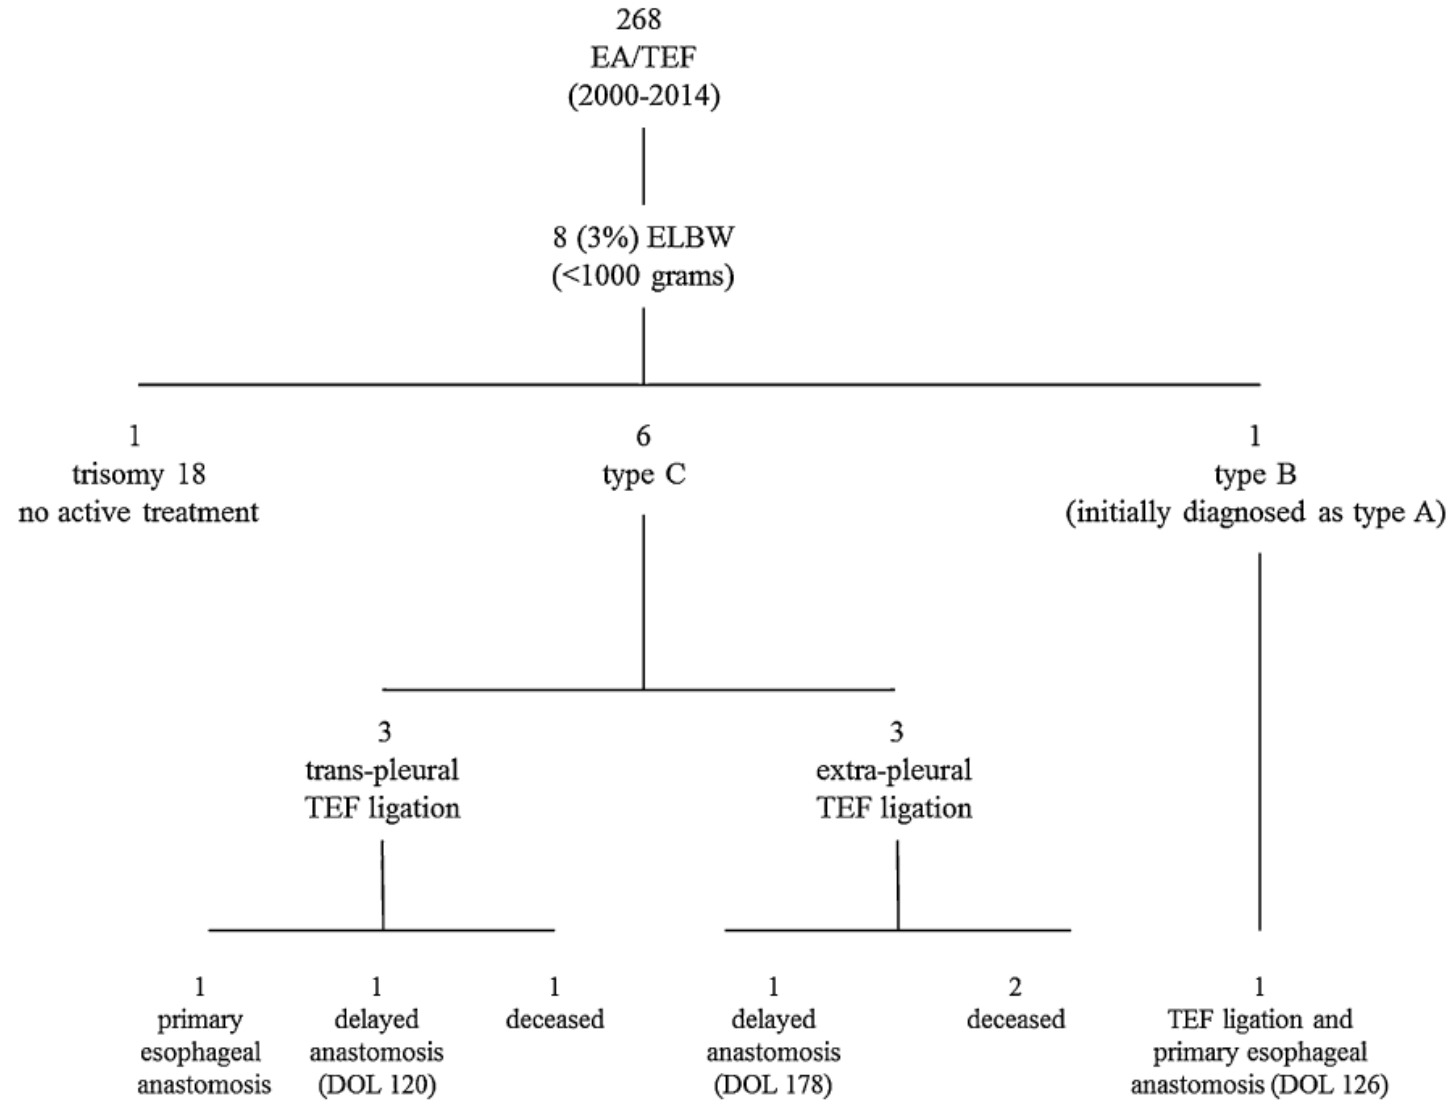 268
EA/TEF
(2000-2014)
8 (3%) ELBW
(<1000 grams)
1
trisomy 18
no active treatment
6
type C
1
type B
(initially diagnosed as type A)
3
trans-pleural
TEF ligation
3
extra-pleural
TEF ligation
1
primary
esophageal
anastomosis
1
delayed
anastomosis
(DOL 120)
1
deceased
1
delayed
anastomosis
(DOL 178)
2
deceased
1
TEF ligation and
primary esophageal
anastomosis (DOL 126)